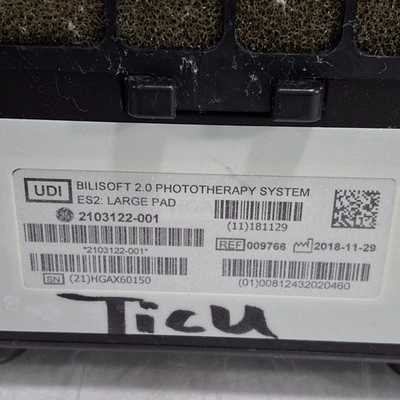 UDI
BILISOFT 2.0 PHOTOTHERAPY SYSTEM
ES2: LARGE PAD
2103122-001
(11)181129
*2103122-001*
REF 009766 2018-11-29
SN (21)HGAX60150
(01)00812432020460
TICU